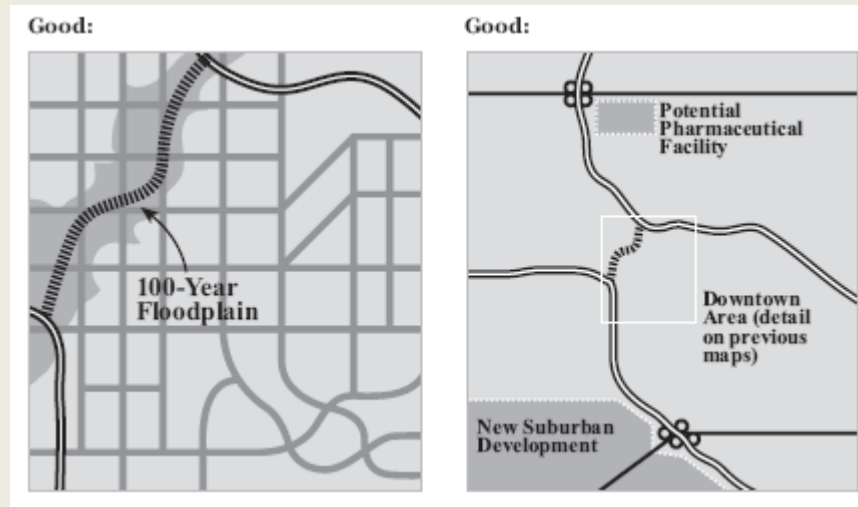 Good:
100-Year
Floodplain
Good:
Potential
Pharmaceutical
Facility
Downtown
Area (detail
on previous
maps)
New Suburban
Development